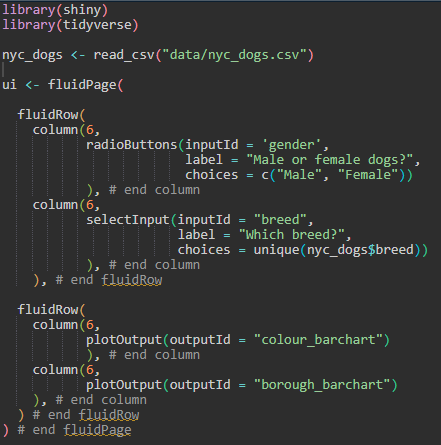 library(shiny)
library(tidyverse)

nyc_dogs <- read_csv("data/nyc_dogs.csv")

ui <- fluidPage(

  fluidRow(
    column(6,
           radioButtons(inputId = 'gender',
                        label = "Male or female dogs?",
                        choices = c("Male", "Female"))
           ), # end column
    column(6,
           selectInput(inputId = "breed",
                       label = "Which breed?",
                       choices = unique(nyc_dogs$breed))
           ), # end column
    ), # end fluidRow

  fluidRow(
    column(6,
           plotOutput(outputId = "colour_barchart")
           ), # end column
    column(6,
           plotOutput(outputId = "borough_barchart")
    ), # end column
  ) # end fluidRow
) # end fluidPage